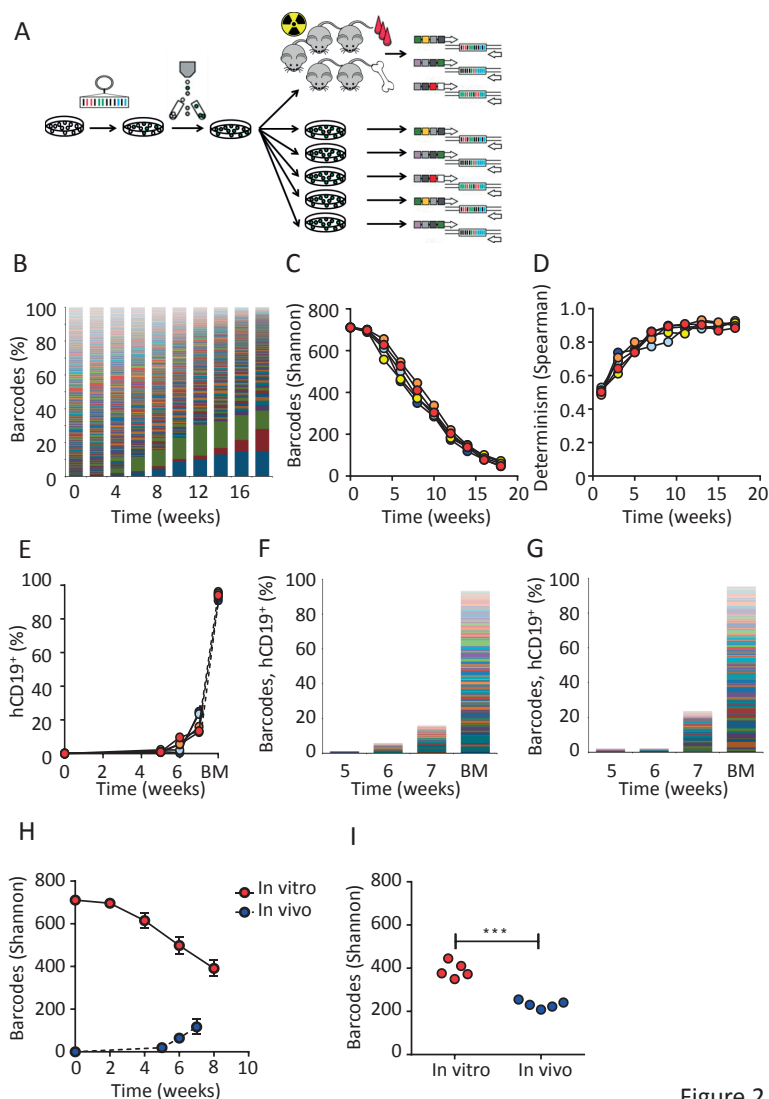 A
B
C
D
Barcodes (%)
100
80
60
40
20
0
0 4 8 12 16
Time (weeks)
Barcodes (Shannon)
800
600
400
200
0
0 5 10 15 20
Time (weeks)
Determinism (Spearman)
1.0
0.8
0.6
0.4
0.2
0
0 5 10 15 20
Time (weeks)
E
F
G
hCD19⁺ (%)
100
80
60
40
20
0
0 2 4 6 BM
Time (weeks)
Barcodes, hCD19⁺ (%)
100
80
60
40
20
0
5 6 7 BM
Time (weeks)
Barcodes, hCD19⁺ (%)
100
80
60
40
20
0
5 6 7 BM
Time (weeks)
H
I
Barcodes (Shannon)
800
600
400
200
0
0 2 4 6 8 10
Time (weeks)
In vitro
In vivo
Barcodes (Shannon)
800
600
400
200
0
***
In vitro In vivo
Figure 2